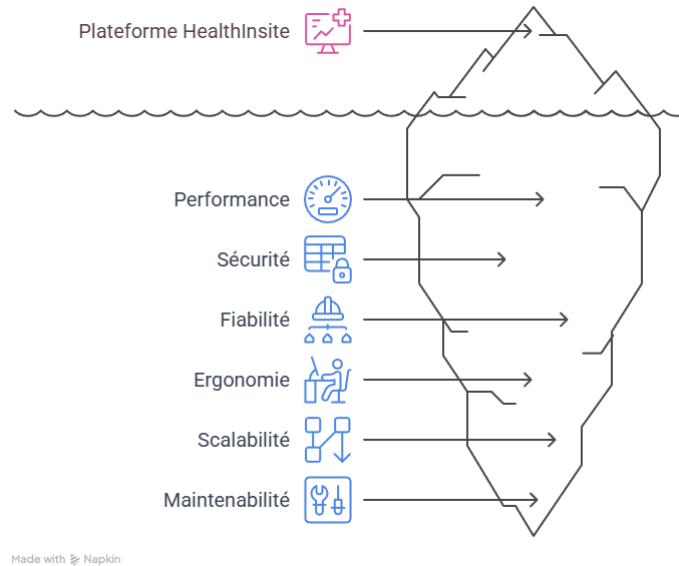 Plateforme HealthInsite
Performance
Sécurité
Fiabilité
Ergonomie
Scalabilité
Maintenabilité
Made with Napkin